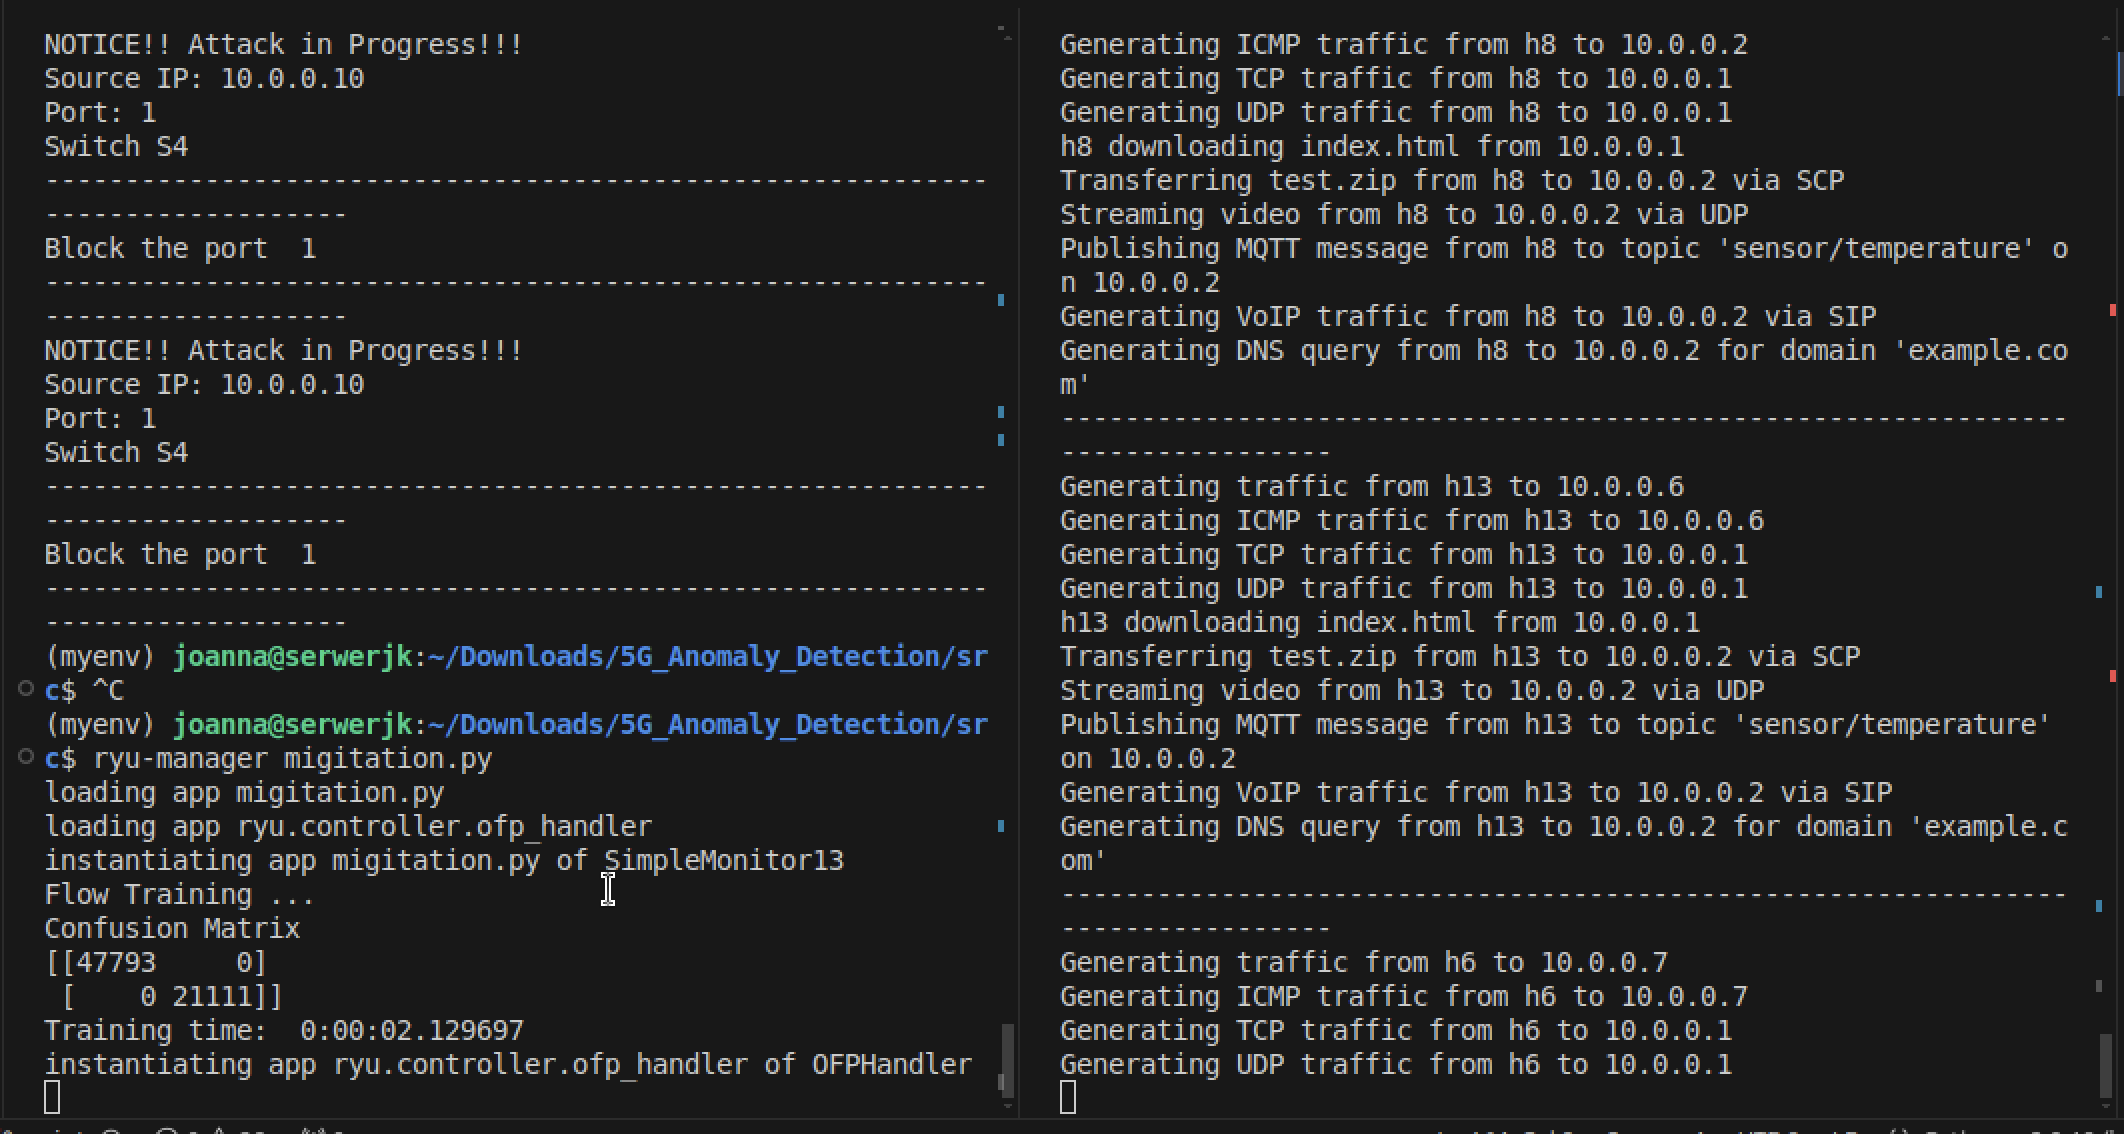 NOTICE!! Attack in Progress!!!
Source IP: 10.0.0.10
Port: 1
Switch S4
-----------------------------------------------------------
-------------------
Block the port  1
-----------------------------------------------------------
-------------------
NOTICE!! Attack in Progress!!!
Source IP: 10.0.0.10
Port: 1
Switch S4
-----------------------------------------------------------
-------------------
Block the port  1
-----------------------------------------------------------
-------------------
(myenv) joanna@serwerjk:~/Downloads/5G_Anomaly_Detection/sr
c$ ^C
(myenv) joanna@serwerjk:~/Downloads/5G_Anomaly_Detection/sr
c$ ryu-manager migitation.py
loading app migitation.py
loading app ryu.controller.ofp_handler
instantiating app migitation.py of SimpleMonitor13
Flow Training ...
Confusion Matrix
[[47793     0]
 [    0 21111]]
Training time:  0:00:02.129697
instantiating app ryu.controller.ofp_handler of OFPHandler
Generating ICMP traffic from h8 to 10.0.0.2
Generating TCP traffic from h8 to 10.0.0.1
Generating UDP traffic from h8 to 10.0.0.1
h8 downloading index.html from 10.0.0.1
Transferring test.zip from h8 to 10.0.0.2 via SCP
Streaming video from h8 to 10.0.0.2 via UDP
Publishing MQTT message from h8 to topic 'sensor/temperature' o
n 10.0.0.2
Generating VoIP traffic from h8 to 10.0.0.2 via SIP
Generating DNS query from h8 to 10.0.0.2 for domain 'example.co
m'
---------------------------------------------------------------
-----------------
Generating traffic from h13 to 10.0.0.6
Generating ICMP traffic from h13 to 10.0.0.6
Generating TCP traffic from h13 to 10.0.0.1
Generating UDP traffic from h13 to 10.0.0.1
h13 downloading index.html from 10.0.0.1
Transferring test.zip from h13 to 10.0.0.2 via SCP
Streaming video from h13 to 10.0.0.2 via UDP
Publishing MQTT message from h13 to topic 'sensor/temperature' 
on 10.0.0.2
Generating VoIP traffic from h13 to 10.0.0.2 via SIP
Generating DNS query from h13 to 10.0.0.2 for domain 'example.c
om'
---------------------------------------------------------------
-----------------
Generating traffic from h6 to 10.0.0.7
Generating ICMP traffic from h6 to 10.0.0.7
Generating TCP traffic from h6 to 10.0.0.1
Generating UDP traffic from h6 to 10.0.0.1